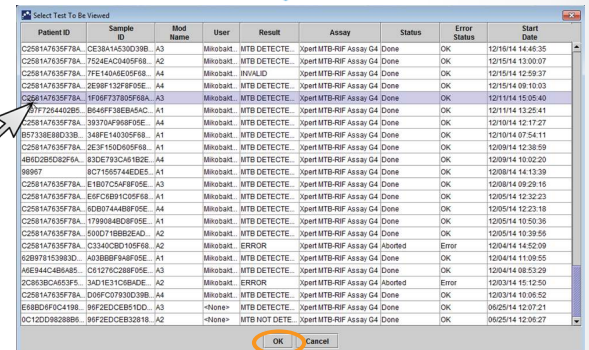 Select Test To Be Viewed
Patient ID Sample ID Mod Name User Result Assay Status Error Status Start Date
C2581A7635F78A... CE38A1A530D39B... A3 Mikobakt... MTB DETECTE... Xpert MTB-RIF Assay G4 Done OK 12/16/14 14:46:35
C2581A7635F78A... 7524EAC0405F68... A2 Mikobakt... MTB DETECTE... Xpert MTB-RIF Assay G4 Done OK 12/15/14 13:00:07
C2581A7635F78A... 7FE140A6E05F68... A4 Mikobakt... INVALID Xpert MTB-RIF Assay G4 Done OK 12/15/14 12:59:37
C2581A7635F78A... 2E98F132F8F05E... A4 Mikobakt... MTB DETECTE... Xpert MTB-RIF Assay G4 Done OK 12/15/14 09:10:03
C2581A7635F78A... 1F06F737805F68A... A3 Mikobakt... MTB DETECTE... Xpert MTB-RIF Assay G4 Done OK 12/11/14 15:05:40
B645FF38EBA5AC... A1 Mikobakt... MTB DETECTE... Xpert MTB-RIF Assay G4 Done OK 12/11/14 13:25:41
C2581A7635F78A... 39370AF968F05E... A4 Mikobakt... MTB DETECTE... Xpert MTB-RIF Assay G4 Done OK 12/10/14 12:17:27
B57338E88D33B... 348FE140305F68... A1 Mikobakt... MTB DETECTE... Xpert MTB-RIF Assay G4 Done OK 12/10/14 07:54:11
C2581A7635F78A... 2E3F150D605F68... A1 Mikobakt... MTB DETECTE... Xpert MTB-RIF Assay G4 Done OK 12/09/14 12:38:59
4B6D2B5D82F6A... 83DE793CA61B2E... A4 Mikobakt... MTB DETECTE... Xpert MTB-RIF Assay G4 Done OK 12/09/14 10:02:20
98967 8C71565744EDE5... A1 Mikobakt... MTB DETECTE... Xpert MTB-RIF Assay G4 Done OK 12/08/14 14:13:39
C2581A7635F78A... E1B07C5AF8F05E... A3 Mikobakt... MTB DETECTE... Xpert MTB-RIF Assay G4 Done OK 12/08/14 09:29:16
C2581A7635F78A... E6FC6B91C05F68... A1 Mikobakt... MTB DETECTE... Xpert MTB-RIF Assay G4 Done OK 12/05/14 12:32:23
C2581A7635F78A... 6DB074A4B8F05E... A4 Mikobakt... MTB DETECTE... Xpert MTB-RIF Assay G4 Done OK 12/05/14 12:23:18
C2581A7635F78A... 1799084BD8F05E... A1 Mikobakt... MTB DETECTE... Xpert MTB-RIF Assay G4 Done OK 12/05/14 10:50:36
C2581A7635F78A... 500D71BBB2EAD... A2 Mikobakt... MTB DETECTE... Xpert MTB-RIF Assay G4 Done OK 12/05/14 10:39:56
C2581A7635F78A... C3340CBD105F68... A2 Mikobakt... ERROR Xpert MTB-RIF Assay G4 Aborted Error 12/04/14 14:52:09
62B978153983D... A03BBBF9A8F05E... A1 Mikobakt... MTB DETECTE... Xpert MTB-RIF Assay G4 Done OK 12/04/14 11:09:55
A6E944C4B6A85... C61276C288F05E... A3 Mikobakt... MTB DETECTE... Xpert MTB-RIF Assay G4 Done OK 12/04/14 08:53:29
2C863BCA653F5... 3AD1E31C6BADE... A2 Mikobakt... ERROR Xpert MTB-RIF Assay G4 Aborted Error 12/03/14 15:12:50
C2581A7635F78A... D06FC07930D39B... A4 Mikobakt... MTB DETECTE... Xpert MTB-RIF Assay G4 Done OK 12/03/14 10:06:52
E68BD6F0C4198... 96F2EDCEB51DD... A3 <None> MTB NOT DETE... Xpert MTB-RIF Assay G4 Done OK 06/25/14 12:07:21
0C12DD98288B6... 96F2EDCEB32818... A2 <None> MTB NOT DETE... Xpert MTB-RIF Assay G4 Done OK 06/25/14 12:06:27
OK Cancel